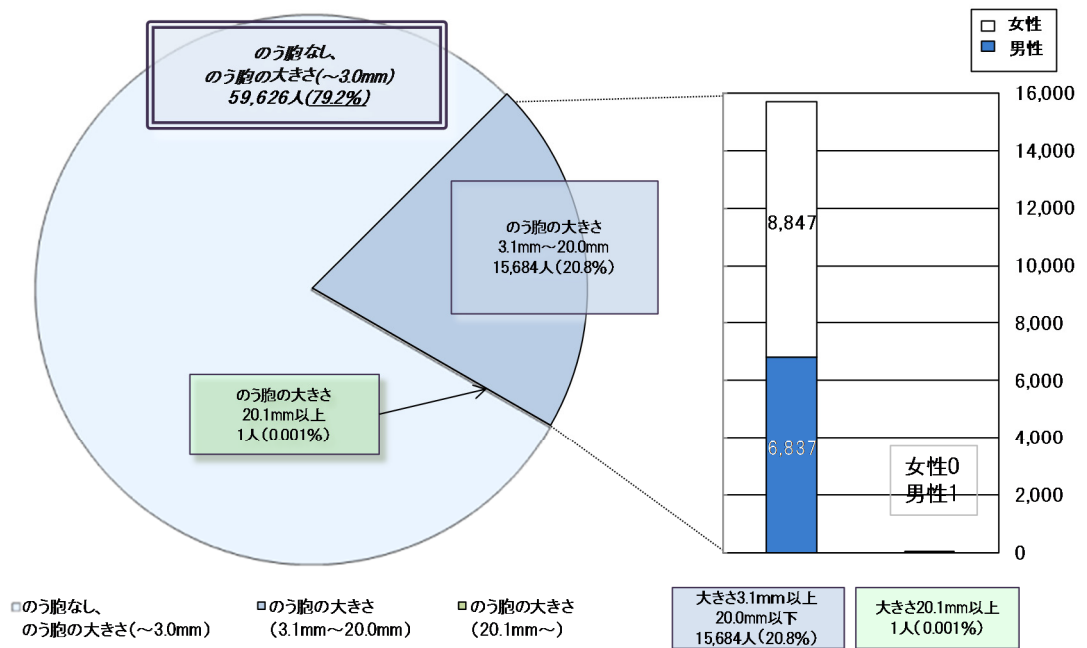 のう胞なし、
のう胞の大きさ(～3.0mm)
59,626人(79.2%)
のう胞の大きさ
3.1mm～20.0mm
15,684人(20.8%)
のう胞の大きさ
20.1mm以上
1人(0.001%)
□のう胞なし、
のう胞の大きさ(～3.0mm)
■のう胞の大きさ
(3.1mm～20.0mm)
■のう胞の大きさ
(20.1mm～)
女性
男性
16,000
14,000
12,000
10,000
8,000
6,000
4,000
2,000
0
8,847
6,837
女性0
男性1
大きさ3.1mm以上
20.0mm以下
15,684人(20.8%)
大きさ20.1mm以上
1人(0.001%)